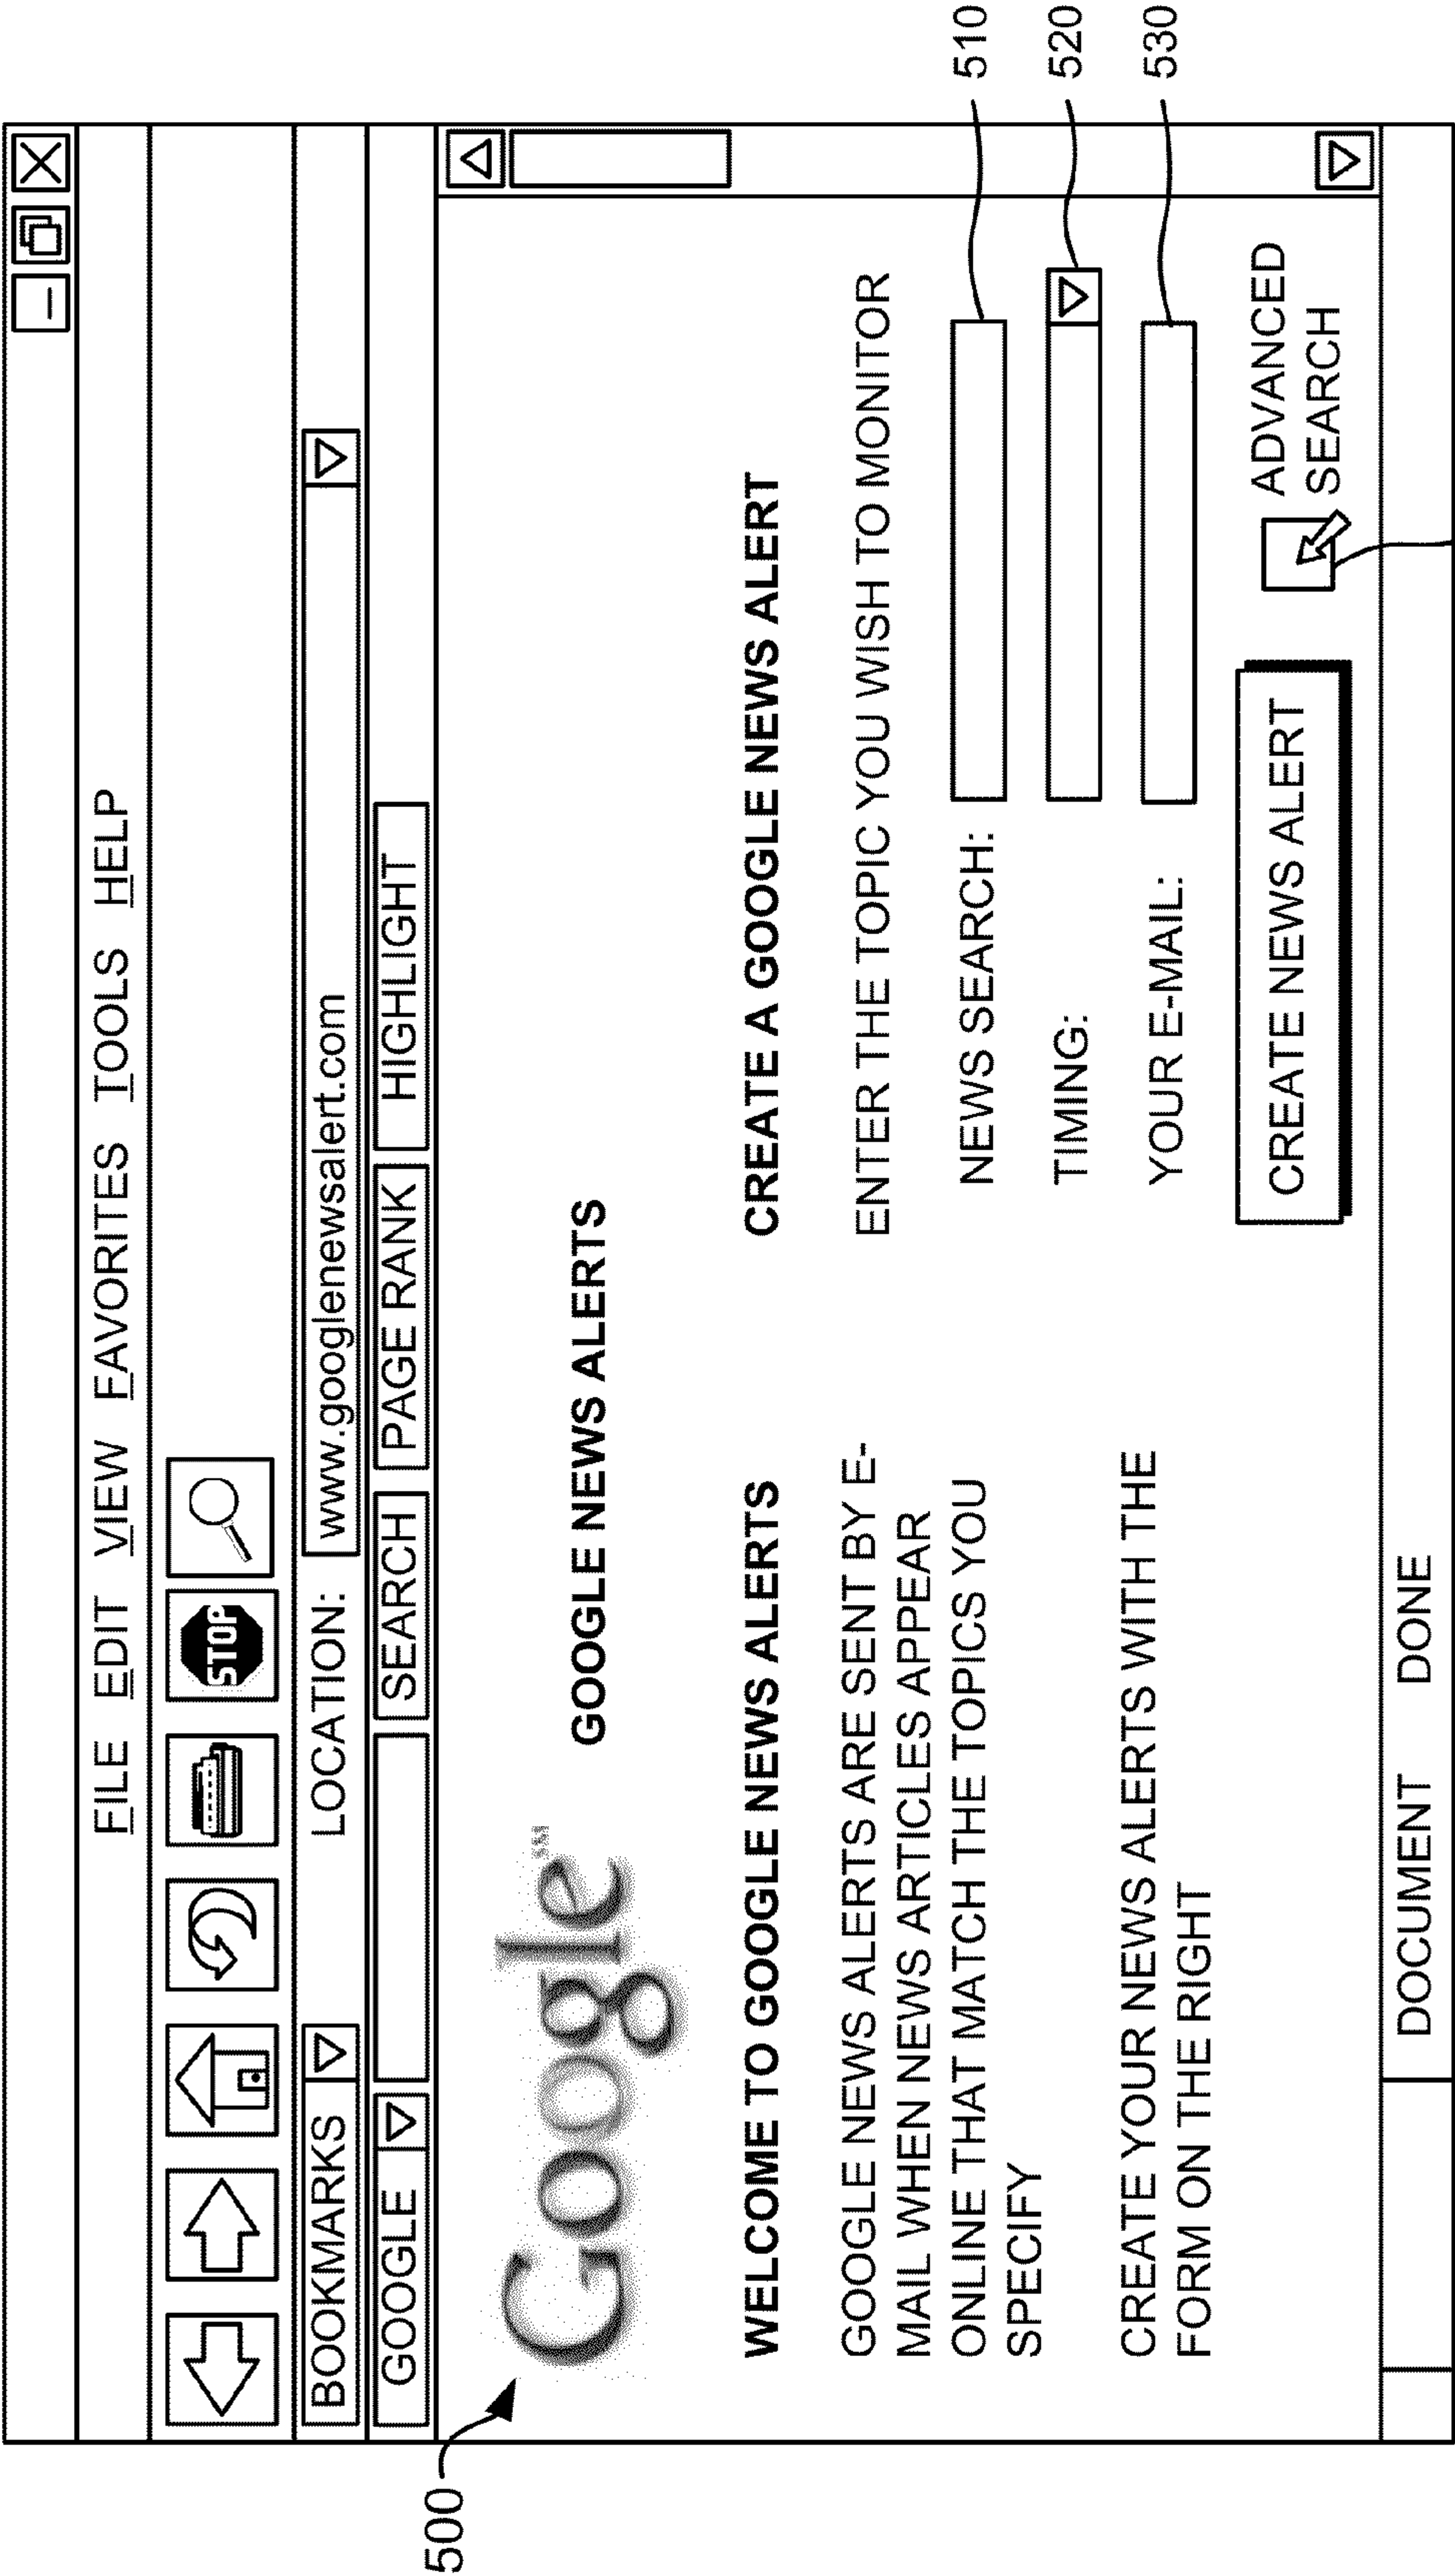 FILE EDIT VIEW FAVORITES TOOLS HELP
STOP
BOOKMARKS LOCATION: www.googlenewsalert.com
GOOGLE SEARCH PAGE RANK HIGHLIGHT
500
Google SM
GOOGLE NEWS ALERTS
WELCOME TO GOOGLE NEWS ALERTS
GOOGLE NEWS ALERTS ARE SENT BY E-
MAIL WHEN NEWS ARTICLES APPEAR
ONLINE THAT MATCH THE TOPICS YOU
SPECIFY
CREATE YOUR NEWS ALERTS WITH THE
FORM ON THE RIGHT
CREATE A GOOGLE NEWS ALERT
ENTER THE TOPIC YOU WISH TO MONITOR
NEWS SEARCH: 510
TIMING: 520
YOUR E-MAIL: 530
CREATE NEWS ALERT
ADVANCED
SEARCH
DOCUMENT DONE